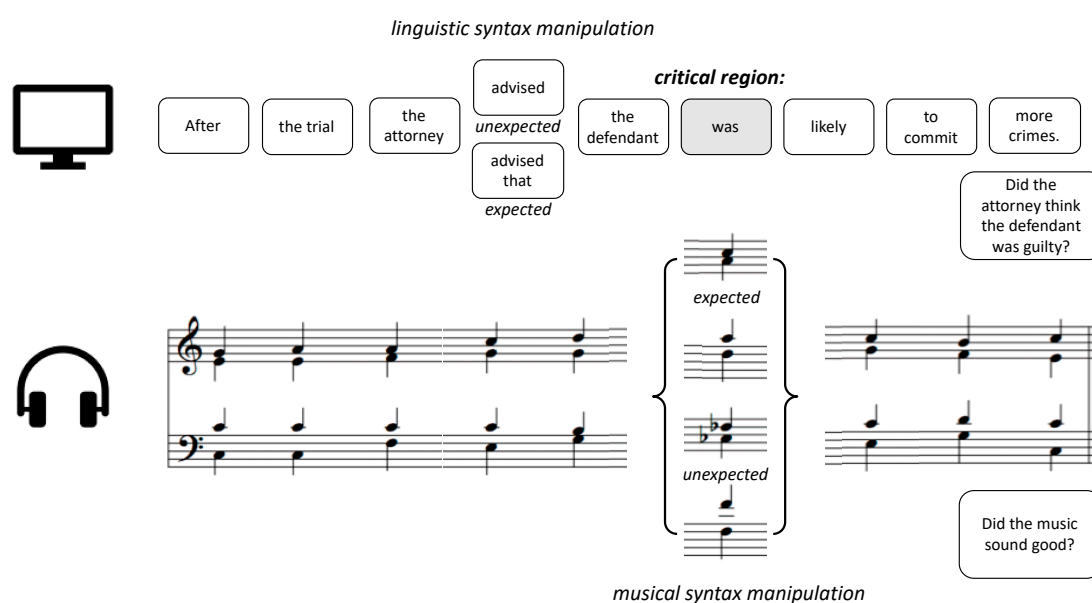 linguistic syntax manipulation
critical region:
After
the trial
the
attorney
advised
unexpected
advised
that
expected
the
defendant
was
likely
to
commit
more
crimes.
Did the
attorney think
the defendant
was guilty?
expected
unexpected
Did the music
sound good?
musical syntax manipulation